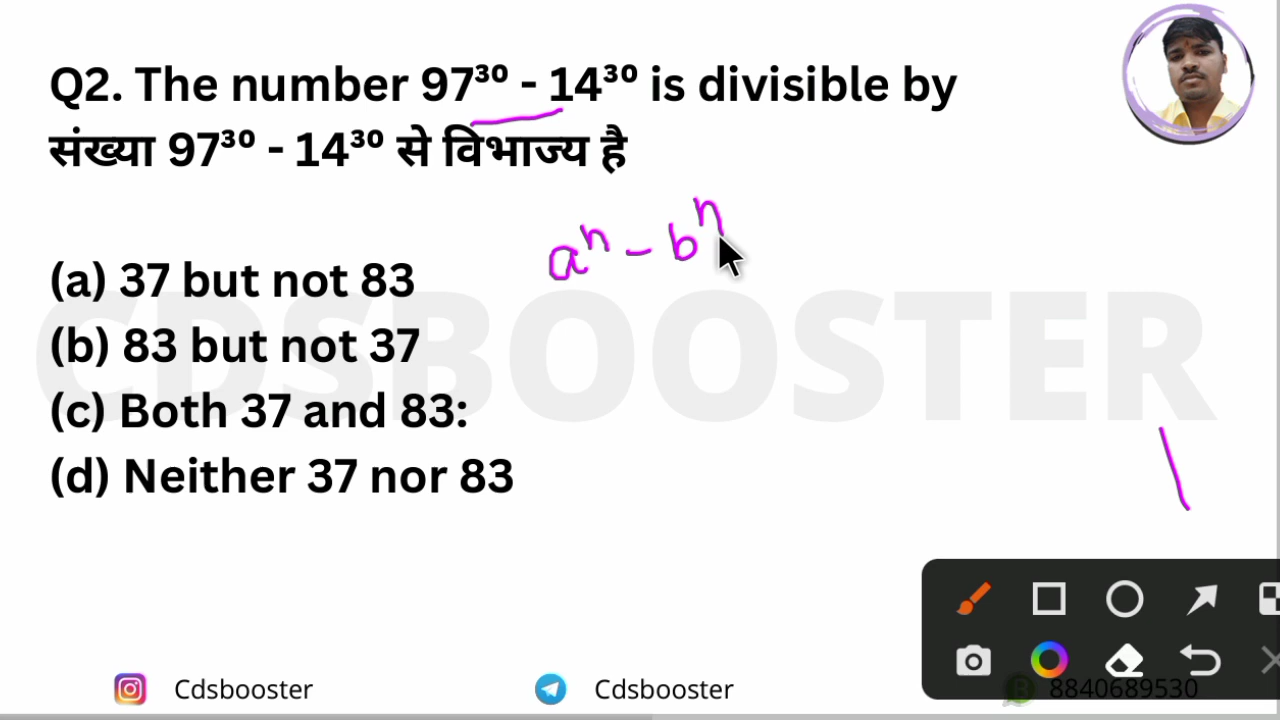 Q2. The number 97³⁰ - 14³⁰ is divisible by
संख्या 97³⁰ - 14³⁰ से विभाज्य है
aⁿ - bⁿ
(a) 37 but not 83
(b) 83 but not 37
(c) Both 37 and 83:
(d) Neither 37 nor 83
CDSBOOSTER
Cdsbooster
Cdsbooster
8840689530